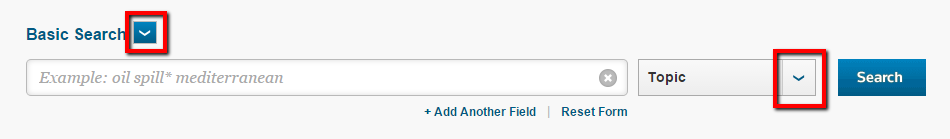 Basic Search
Example: oil spill* mediterranean
Topic
Search
+ Add Another Field | Reset Form